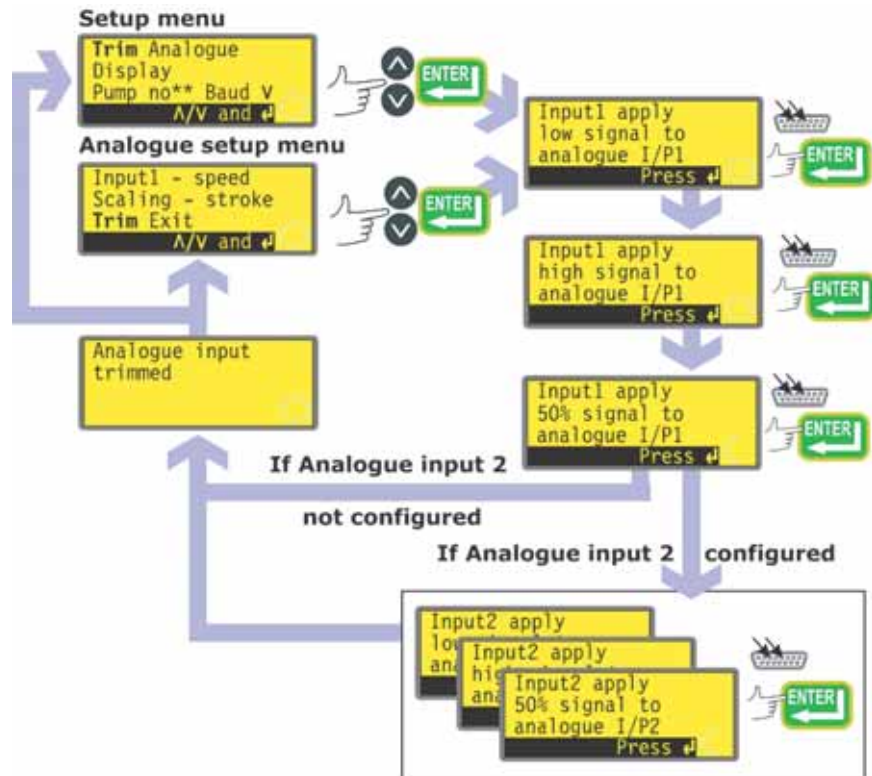 Setup menu
Trim Analogue
Display
Pump no** Baud V
Λ/V and ↵
ENTER
Analogue setup menu
Input1 - speed
Scaling - stroke
Trim Exit
Λ/V and ↵
ENTER
Input1 apply
low signal to
analogue I/P1
Press ↵
ENTER
Input1 apply
high signal to
analogue I/P1
Press ↵
ENTER
Analogue input
trimmed
Input1 apply
50% signal to
analogue I/P1
Press ↵
ENTER
If Analogue input 2
not configured
If Analogue input 2 configured
Input2 apply
Input2 apply
Input2 apply
50% signal to
analogue I/P2
Press ↵
ENTER